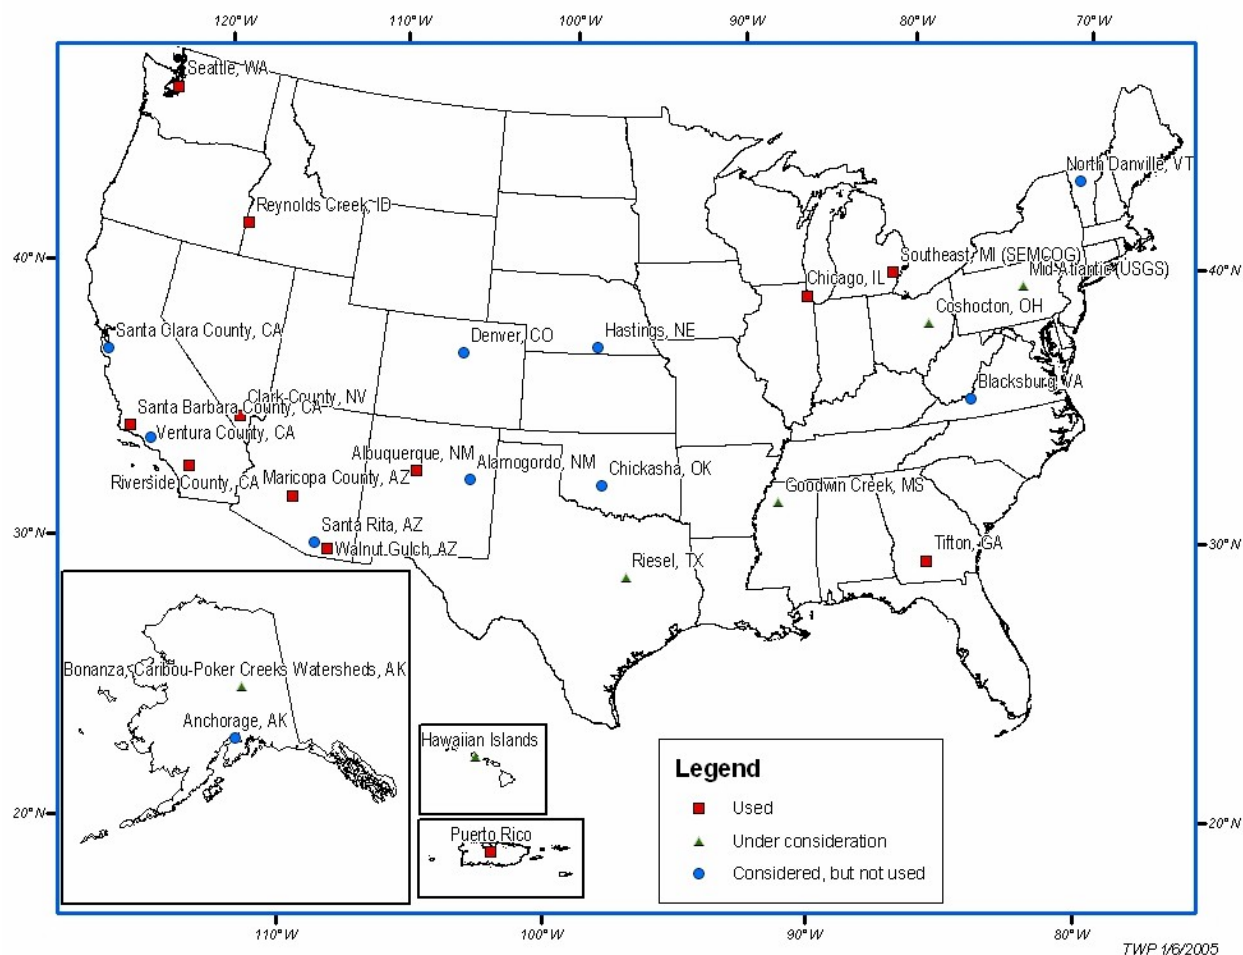 120°W 110°W 100°W 90°W 80°W 70°W
Seattle, WA
North Danville, VT
Reynolds Creek, ID
40°N
Southeast, MI (SEMCOG)
Mid-Atlantic (USGS)
40°N
Chicago, IL
Coshocton, OH
Santa Clara County, CA
Denver, CO
Hastings, NE
Blacksburg, VA
Clark County, NV
Santa Barbara County, CA
Ventura County, CA
Albuquerque, NM
Alamogordo, NM
Chickasha, OK
Riverside County, CA
Maricopa County, AZ
Goodwin Creek, MS
Santa Rita, AZ
30°N
Walnut Gulch, AZ
Tifton, GA
30°N
Riesel, TX
Bonanza, Caribou-Poker Creeks Watersheds, AK
Anchorage, AK
Hawaiian Islands
Legend
Used
Under consideration
Considered, but not used
20°N
20°N
Puerto Rico
110°W 100°W 90°W 80°W
TWP 1/6/2005